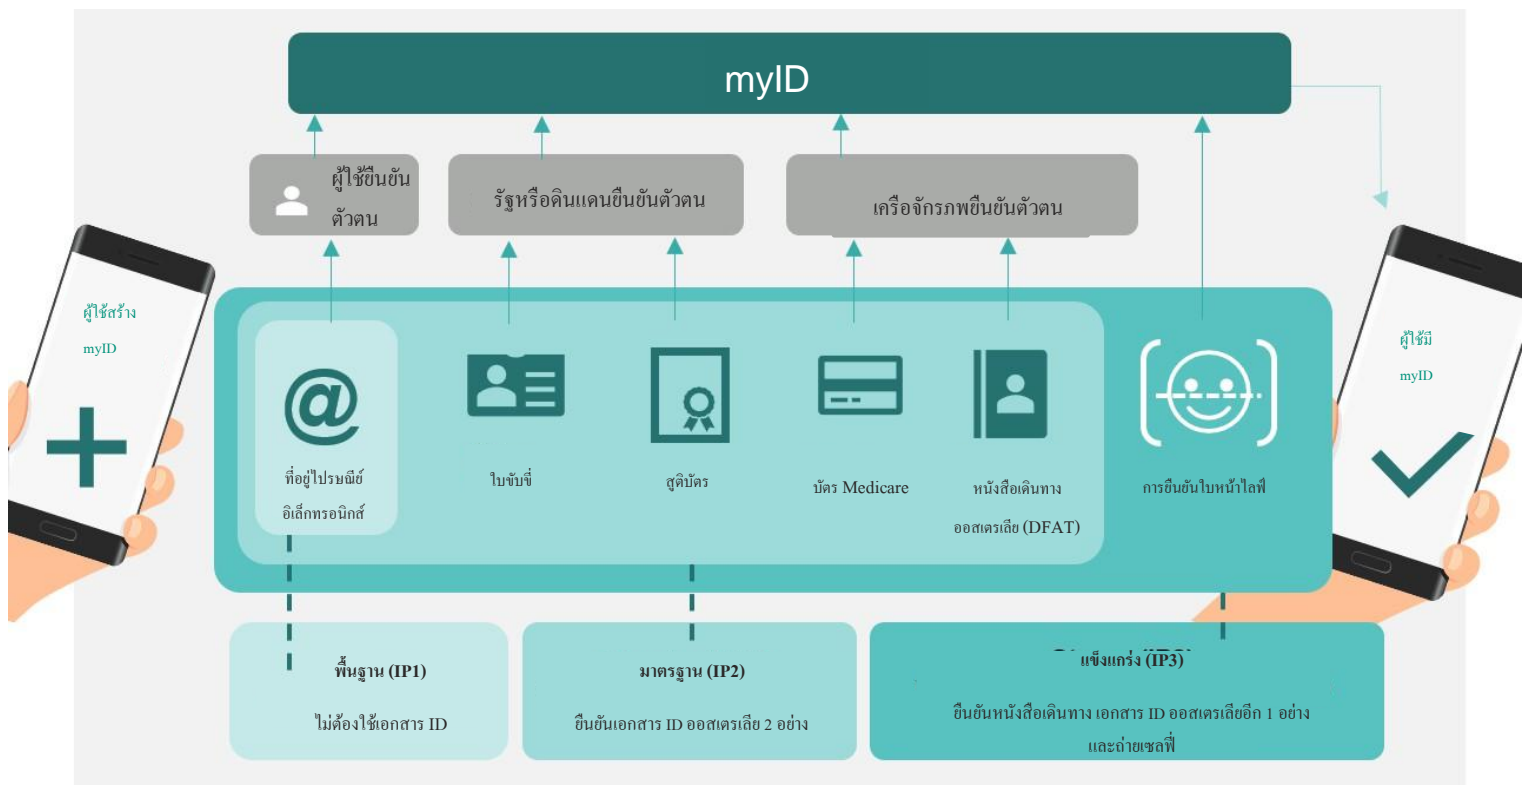 myID
ผู้ใช้ยืนยัน
ตัวตน
รัฐหรือดินแดนยืนยันตัวตน
เครือจักรภพยืนยันตัวตน
ผู้ใช้สร้าง
myID
ผู้ใช้มี
myID
@
ที่อยู่ไปรษณีย์
อิเล็กทรอนิกส์
ใบขับขี่
สูติบัตร
บัตร Medicare
หนังสือเดินทาง
ออสเตรเลีย (DFAT)
การยืนยันใบหน้าไลฟ์
พื้นฐาน (IP1)
ไม่ต้องใช้เอกสาร ID
มาตรฐาน (IP2)
ยืนยันเอกสาร ID ออสเตรเลีย 2 อย่าง
แข็งแกร่ง (IP3)
ยืนยันหนังสือเดินทาง เอกสาร ID ออสเตรเลียอีก 1 อย่าง
และถ่ายเซลฟี่